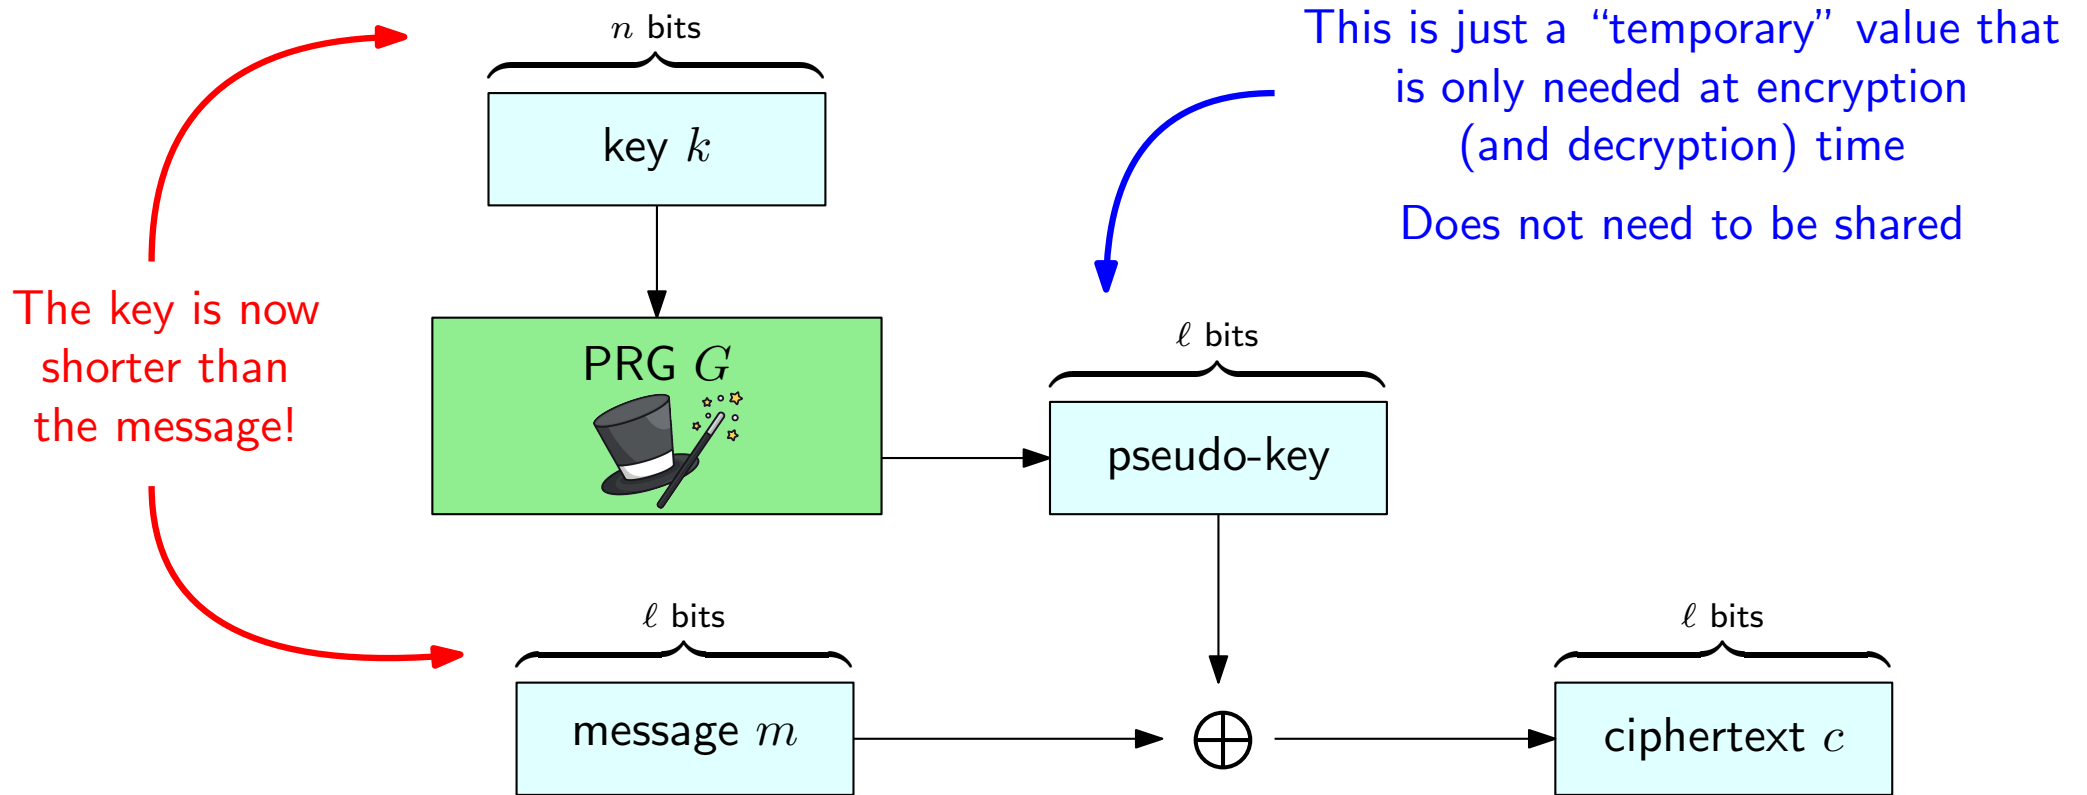 n bits
key k
This is just a “temporary” value that
is only needed at encryption
(and decryption) time
Does not need to be shared
The key is now
shorter than
the message!
PRG G
ℓ bits
pseudo-key
ℓ bits
message m
ℓ bits
ciphertext c